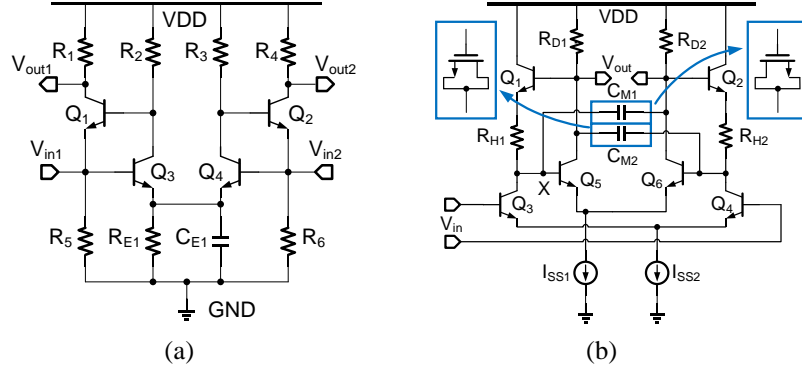 VDD
R1 R2 R3 R4
Vout1 Vout2
Q1 Q2
Vin1 Vin2
Q3 Q4
R5 RE1 CE1 R6
GND
(a)
VDD
RD1 RD2
Vout
Q1 Q2
CM1
RH1 RH2
CM2
X Q5 Q6
Q3 Q4
Vin
ISS1 ISS2
(b)